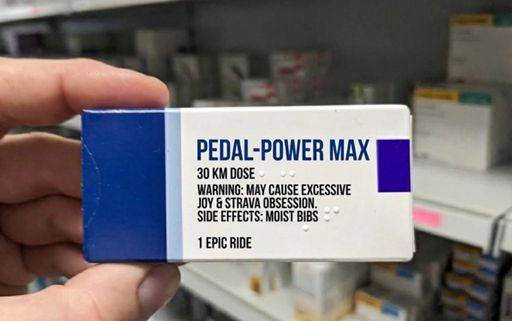 PEDAL-POWER MAX
30 KM DOSE
WARNING: MAY CAUSE EXCESSIVE
JOY & STRAVA OBSESSION.
SIDE EFFECTS: MOIST BIBS
1 EPIC RIDE